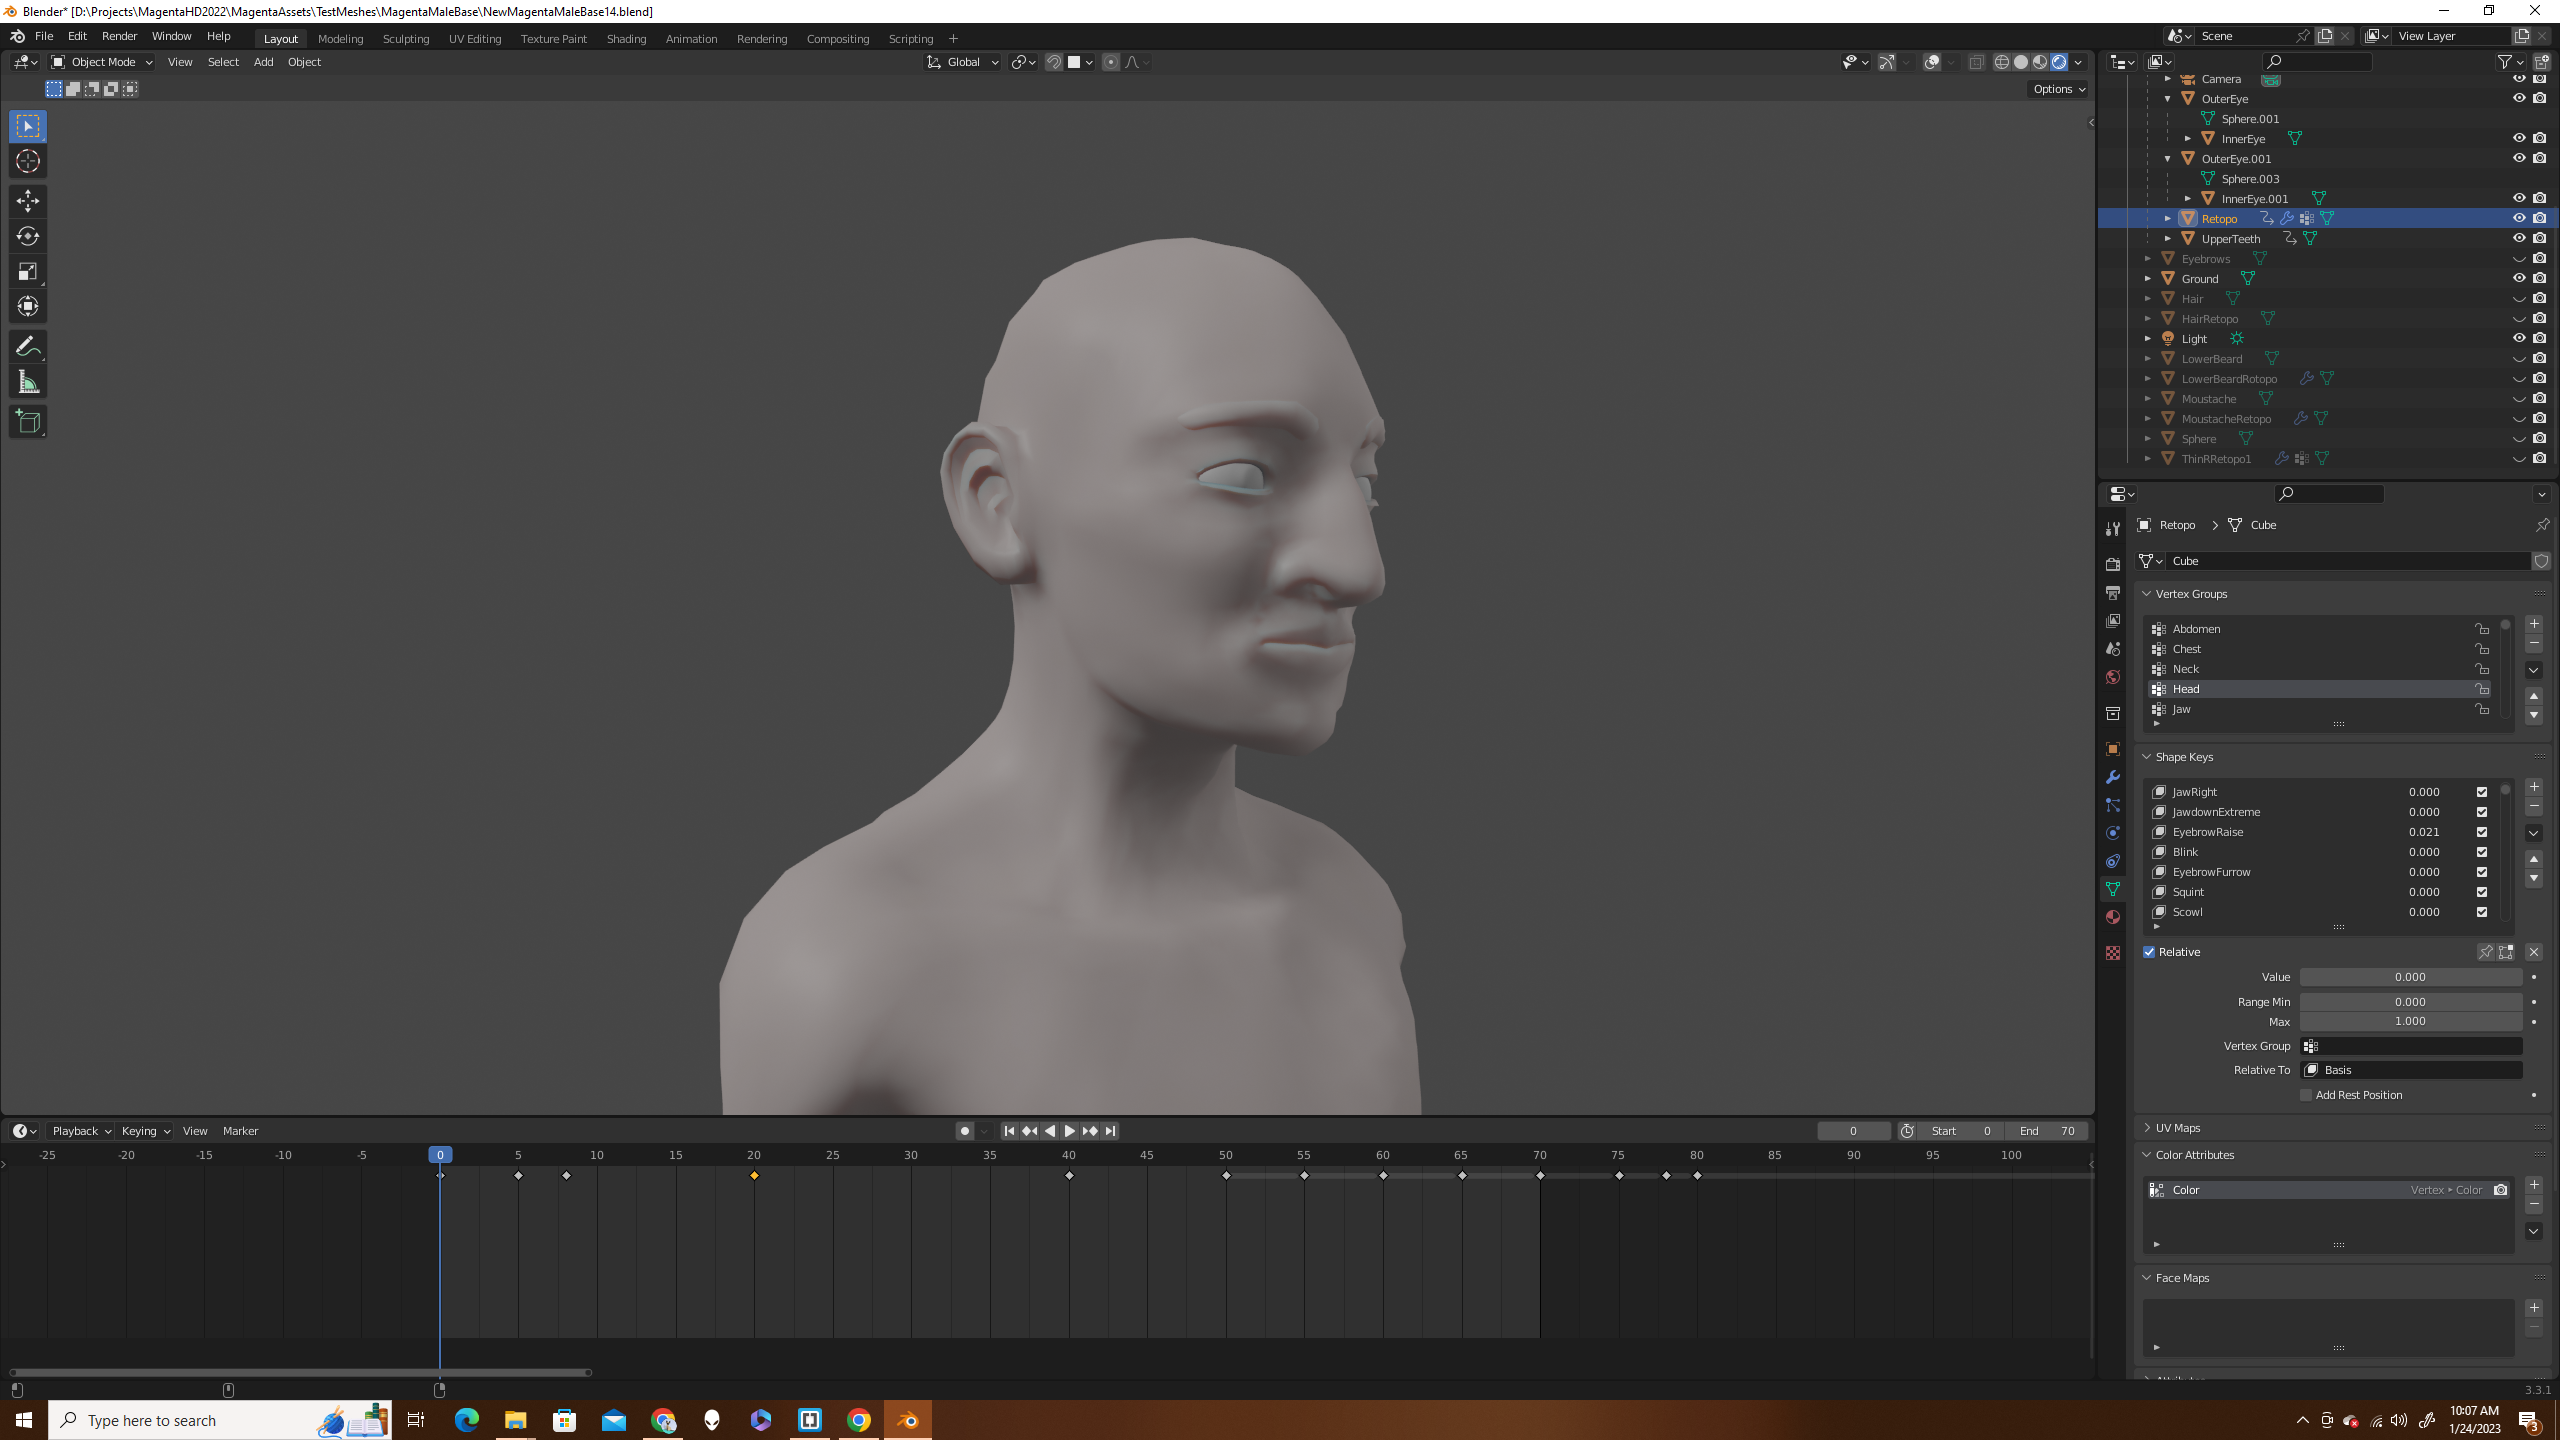 Blender* [D:\Projects\MagentaHD2022\MagentaAssets\TestMeshes\MagentaMaleBase\NewMagentaMaleBase14.blend]
File Edit Render Window Help Layout Modeling Sculpting UV Editing Texture Paint Shading Animation Rendering Compositing Scripting + Scene View Layer
Object Mode View Select Add Object Global
Options
Camera
OuterEye
Sphere.001
InnerEye
OuterEye.001
Sphere.003
InnerEye.001
Retopo
UpperTeeth
Eyebrows
Ground
Hair
HairRetopo
Light
LowerBeard
LowerBeardRotopo
Moustache
MoustacheRetopo
Sphere
ThinRRetopo1
Retopo > Cube
Cube
Vertex Groups
Abdomen
Chest
Neck
Head
Jaw
Shape Keys
JawRight 0.000
JawdownExtreme 0.000
EyebrowRaise 0.021
Blink 0.000
EyebrowFurrow 0.000
Squint 0.000
Scowl 0.000
Relative
Value 0.000
Range Min 0.000
Max 1.000
Vertex Group
Relative To Basis
Add Rest Position
UV Maps
Color Attributes
Color Vertex ‣ Color
Face Maps
Playback Keying View Marker 0 Start 0 End 70
-25 -20 -15 -10 -5 0 5 10 15 20 25 30 35 40 45 50 55 60 65 70 75 80 85 90 95 100
3.3.1
Type here to search
10:07 AM
1/24/2023
3